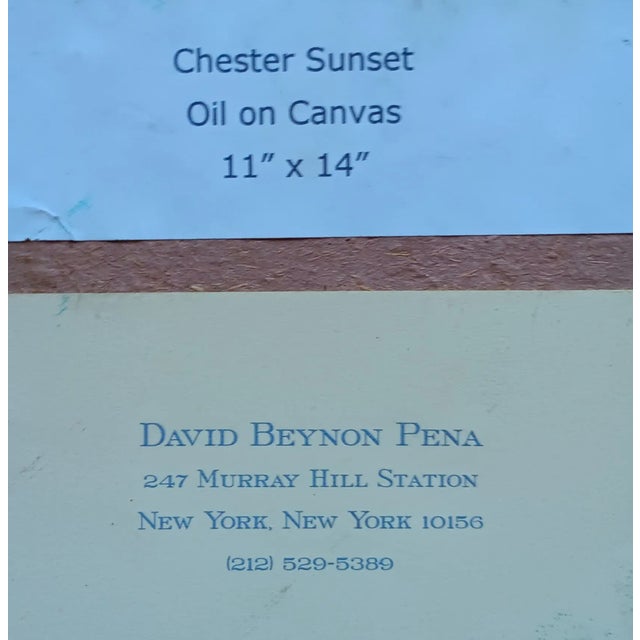 Chester Sunset
Oil on Canvas
11″ x 14″
David Beynon Pena
247 Murray Hill Station
New York, New York 10156
(212) 529-5389